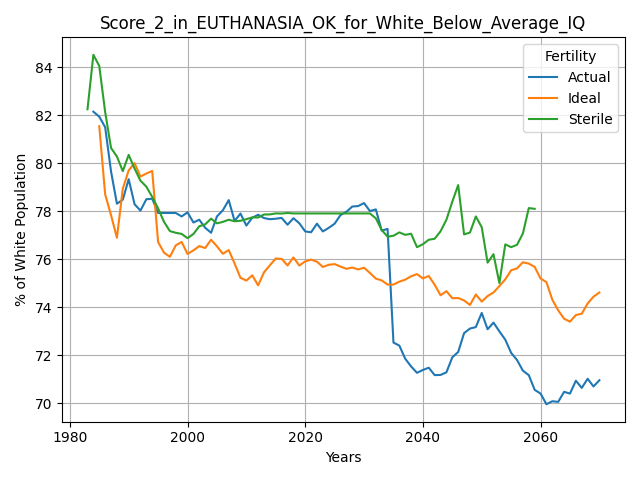 Score_2_in_EUTHANASIA_OK_for_White_Below_Average_IQ
% of White Population
84
82
80
78
76
74
72
70
Fertility
Actual
Ideal
Sterile
1980
2000
2020
2040
2060
Years